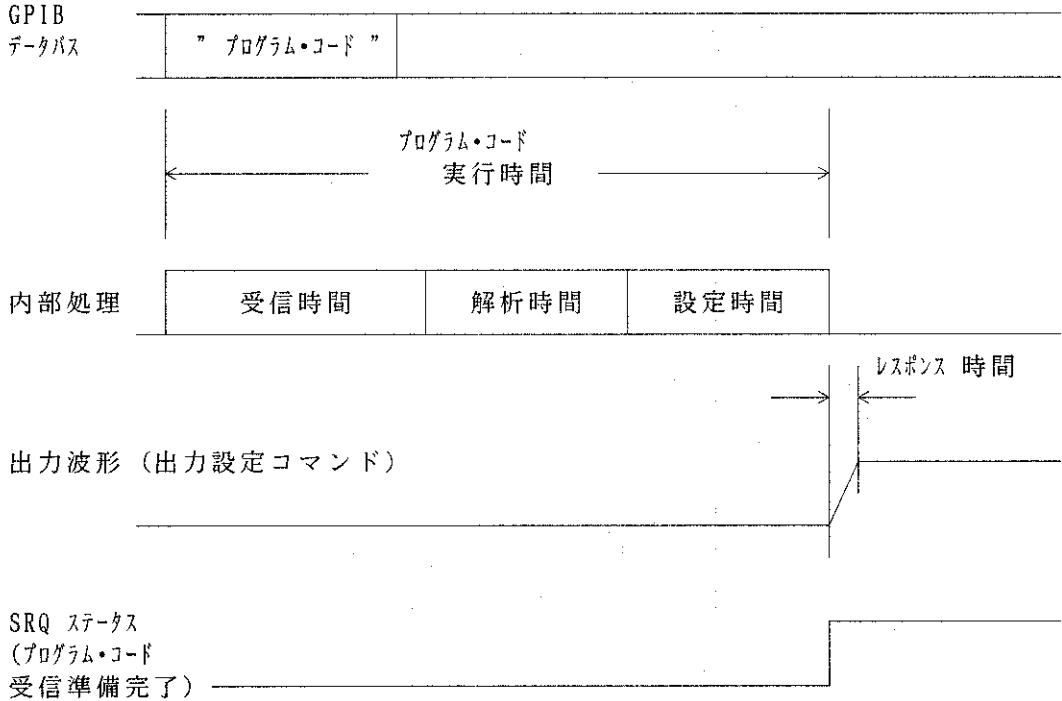 GPIB
データバス
” プログラム・コード ”
プログラム・コード
実行時間
内部処理
受信時間
解析時間
設定時間
レスポンス 時間
出力波形 (出力設定コマンド)
SRQ ステータス
(プログラム・コード
受信準備完了)